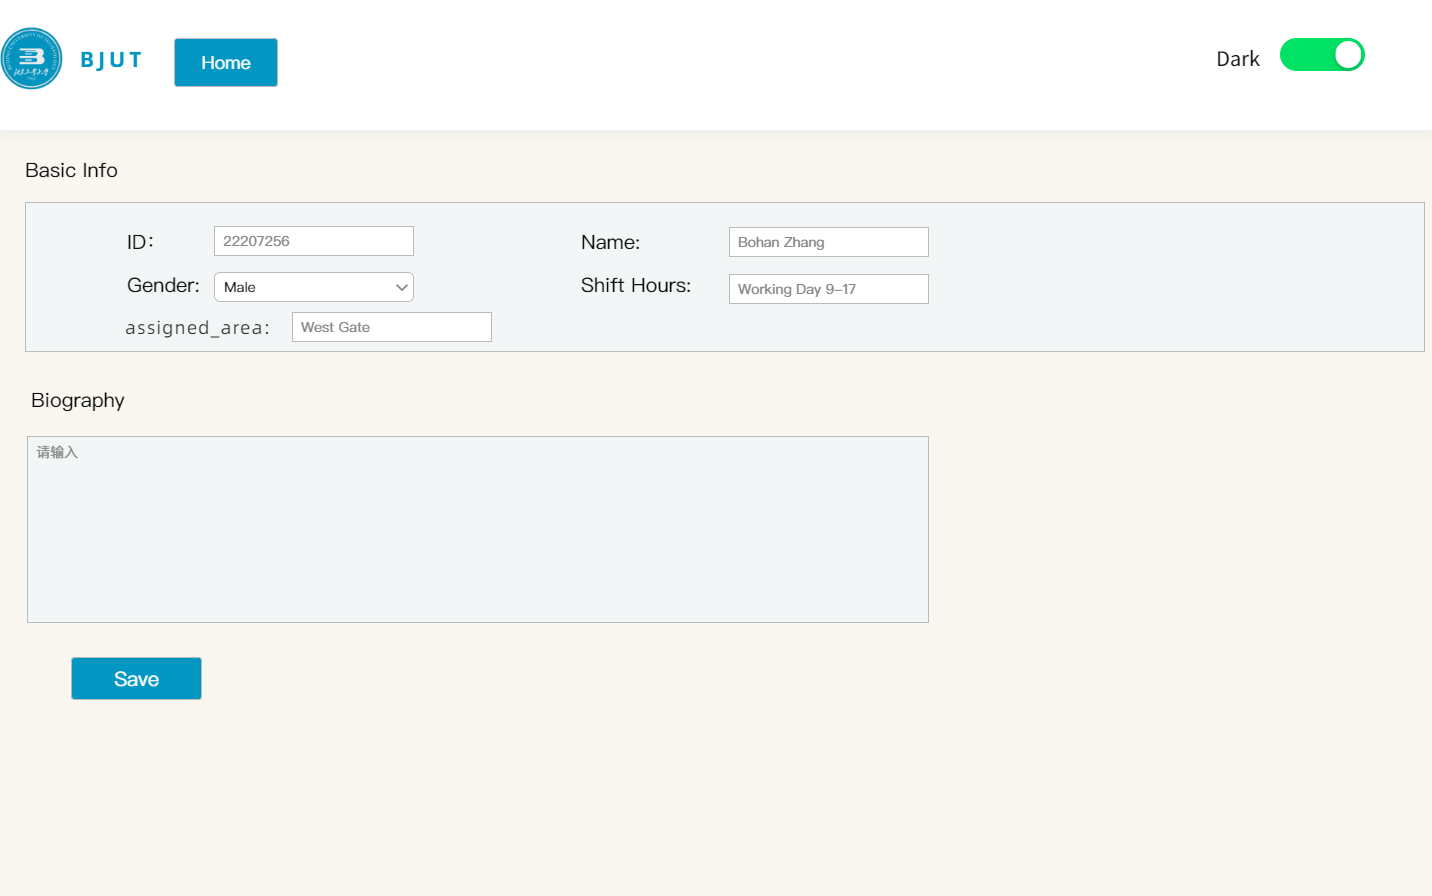 BJUT
Home
Dark
Basic Info
ID:
22207256
Name:
Bohan Zhang
Gender:
Male
Shift Hours:
Working Day 9-17
assigned_area:
West Gate
Biography
请输入
Save